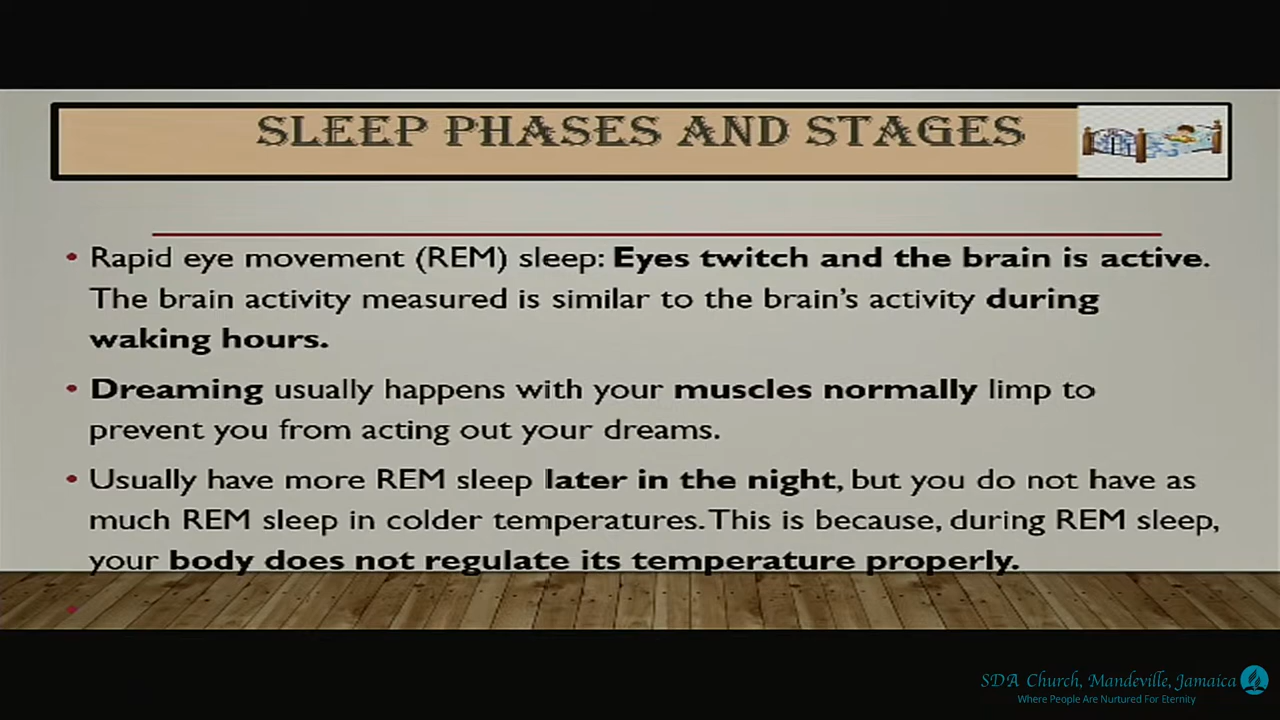 SLEEP PHASES AND STAGES
• Rapid eye movement (REM) sleep: Eyes twitch and the brain is active.
The brain activity measured is similar to the brain's activity during
waking hours.
• Dreaming usually happens with your muscles normally limp to
prevent you from acting out your dreams.
• Usually have more REM sleep later in the night, but you do not have as
much REM sleep in colder temperatures. This is because, during REM sleep,
your body does not regulate its temperature properly.
•
SDA Church, Mandeville, Jamaica
Where People Are Nurtured For Eternity